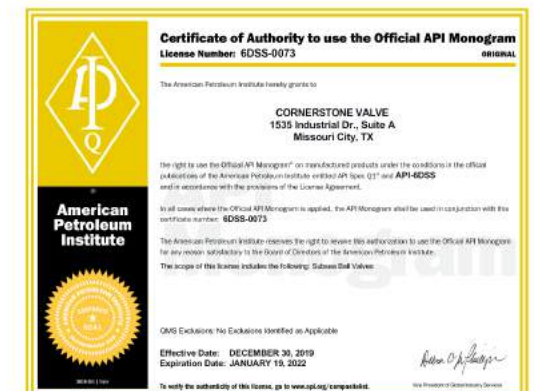 Certificate of Authority to use the Official API Monogram
License Number: 6DSS-0073
ORIGINAL
The American Petroleum Institute hereby grants to
CORNERSTONE VALVE
1535 Industrial Dr., Suite A
Missouri City, TX
the right to use the Official API Monogram® on manufactured products under the conditions in the official
publications of the American Petroleum Institute entitled API Spec Q1® and API-6DSS
and in accordance with the provisions of the License Agreement.
In all cases where the Official API Monogram is applied, the API Monogram shall be used in conjunction with this
certificate number: 6DSS-0073
The American Petroleum Institute reserves the right to revoke this authorization to use the Official API Monogram
for any reason satisfactory to the Board of Directors of the American Petroleum Institute.
The scope of this license includes the following: Subsea Ball Valves
QMS Exclusions: No Exclusions Identified as Applicable
Effective Date: DECEMBER 30, 2019
Expiration Date: JANUARY 19, 2022
To verify the authenticity of this license, go to www.api.org/compositelist.
Vice President of Global Industry Services
API
Q
®
American
Petroleum
Institute